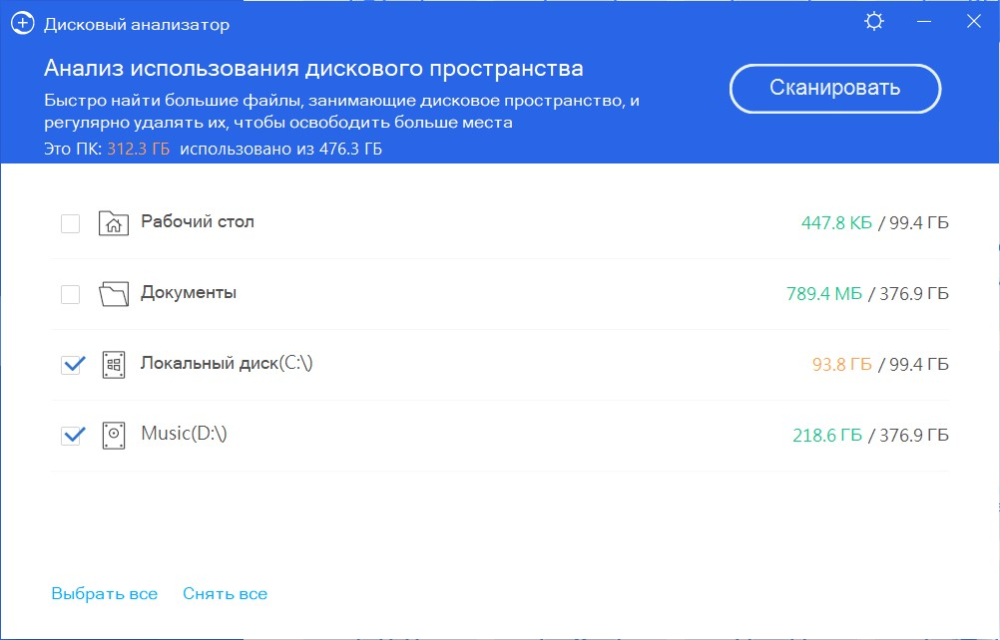 Дисковый анализатор
Анализ использования дискового пространства
Быстро найти большие файлы, занимающие дисковое пространство, и
регулярно удалять их, чтобы освободить больше места
Это ПК: 312.3 ГБ использовано из 476.3 ГБ
Сканировать
Рабочий стол 447.8 КБ / 99.4 ГБ
Документы 789.4 МБ / 376.9 ГБ
Локальный диск(C:\) 93.8 ГБ / 99.4 ГБ
Music(D:\) 218.6 ГБ / 376.9 ГБ
Выбрать все Снять все